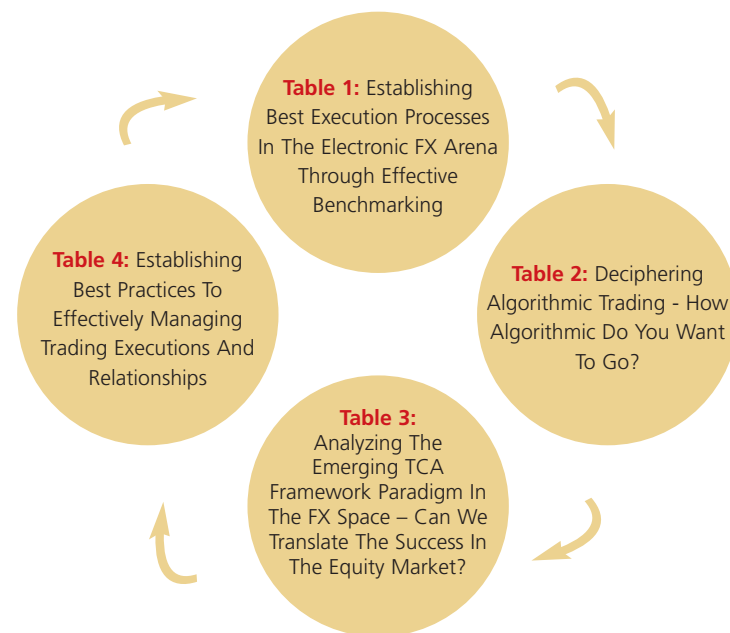 Table 1: Establishing
Best Execution Processes
In The Electronic FX Arena
Through Effective
Benchmarking
Table 2: Deciphering
Algorithmic Trading - How
Algorithmic Do You Want
To Go?
Table 3:
Analyzing The
Emerging TCA
Framework Paradigm In
The FX Space – Can We
Translate The Success In
The Equity Market?
Table 4: Establishing
Best Practices To
Effectively Managing
Trading Executions And
Relationships